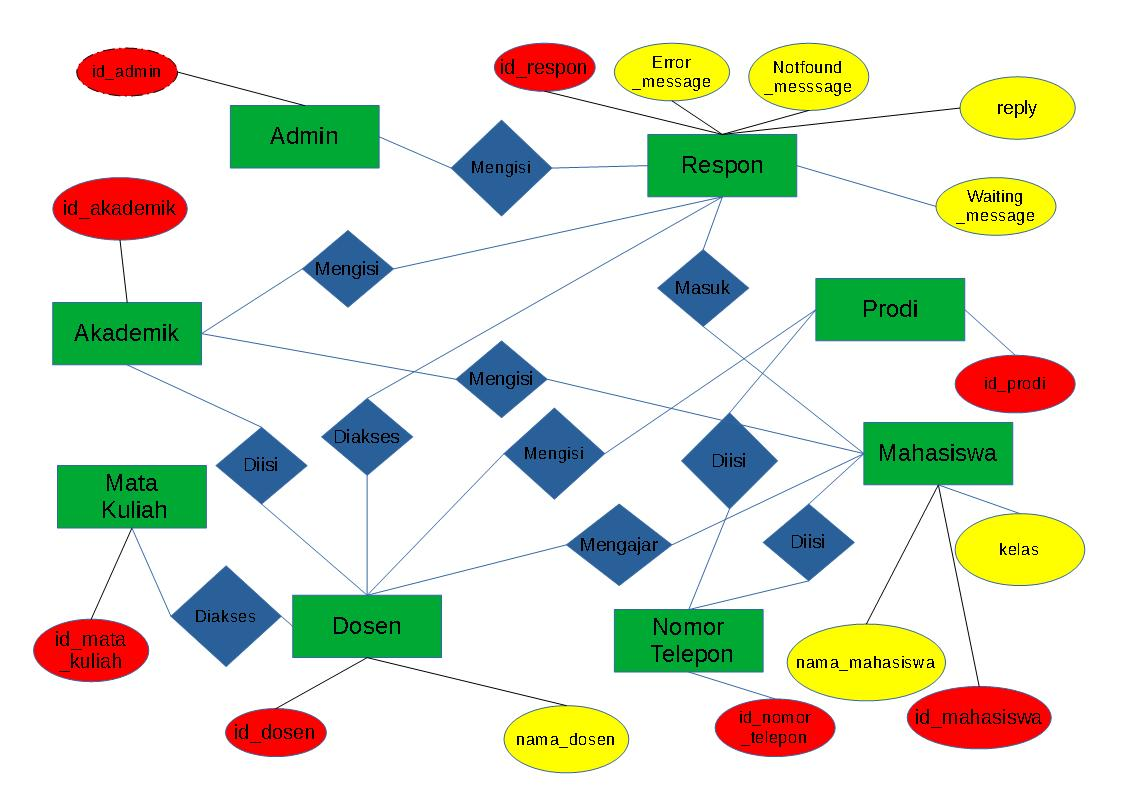 id_admin
id_respon
Error
_message
Notfound
_messsage
reply
Admin
Mengisi
Respon
id_akademik
Waiting
_message
Mengisi
Masuk
Prodi
Akademik
Mengisi
id_prodi
Diakses
Mengisi
Diisi
Mahasiswa
Diisi
Mata
Kuliah
Mengajar
Diisi
kelas
Diakses
Dosen
Nomor
Telepon
id_mata
_kuliah
nama_mahasiswa
id_dosen
nama_dosen
id_nomor
_telepon
id_mahasiswa